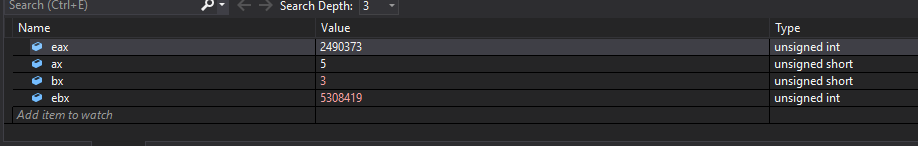 Search (Ctrl+E) Search Depth: 3
Name Value Type
eax 2490373 unsigned int
ax 5 unsigned short
bx 3 unsigned short
ebx 5308419 unsigned int
Add item to watch